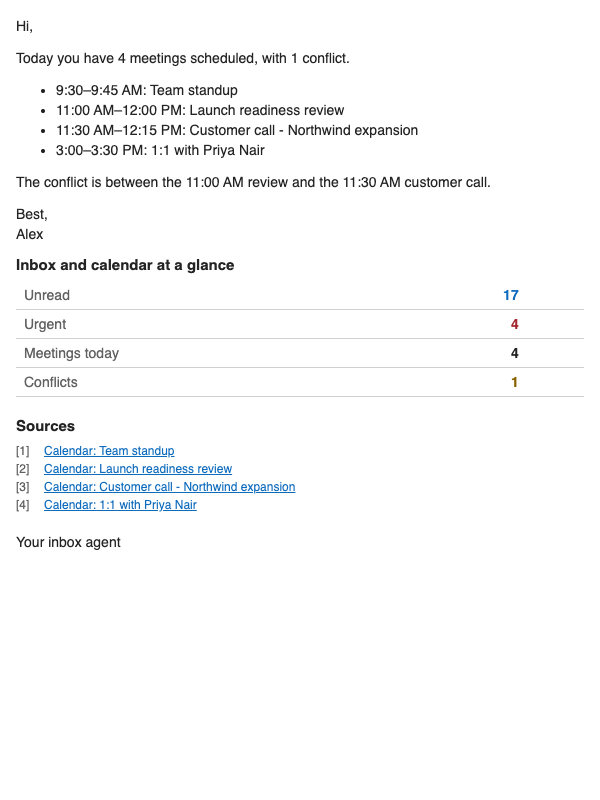 Hi,
Today you have 4 meetings scheduled, with 1 conflict.
• 9:30–9:45 AM: Team standup
• 11:00 AM–12:00 PM: Launch readiness review
• 11:30 AM–12:15 PM: Customer call - Northwind expansion
• 3:00–3:30 PM: 1:1 with Priya Nair
The conflict is between the 11:00 AM review and the 11:30 AM customer call.
Best,
Alex
Inbox and calendar at a glance
Unread 17
Urgent 4
Meetings today 4
Conflicts 1
Sources
[1] Calendar: Team standup
[2] Calendar: Launch readiness review
[3] Calendar: Customer call - Northwind expansion
[4] Calendar: 1:1 with Priya Nair
Your inbox agent